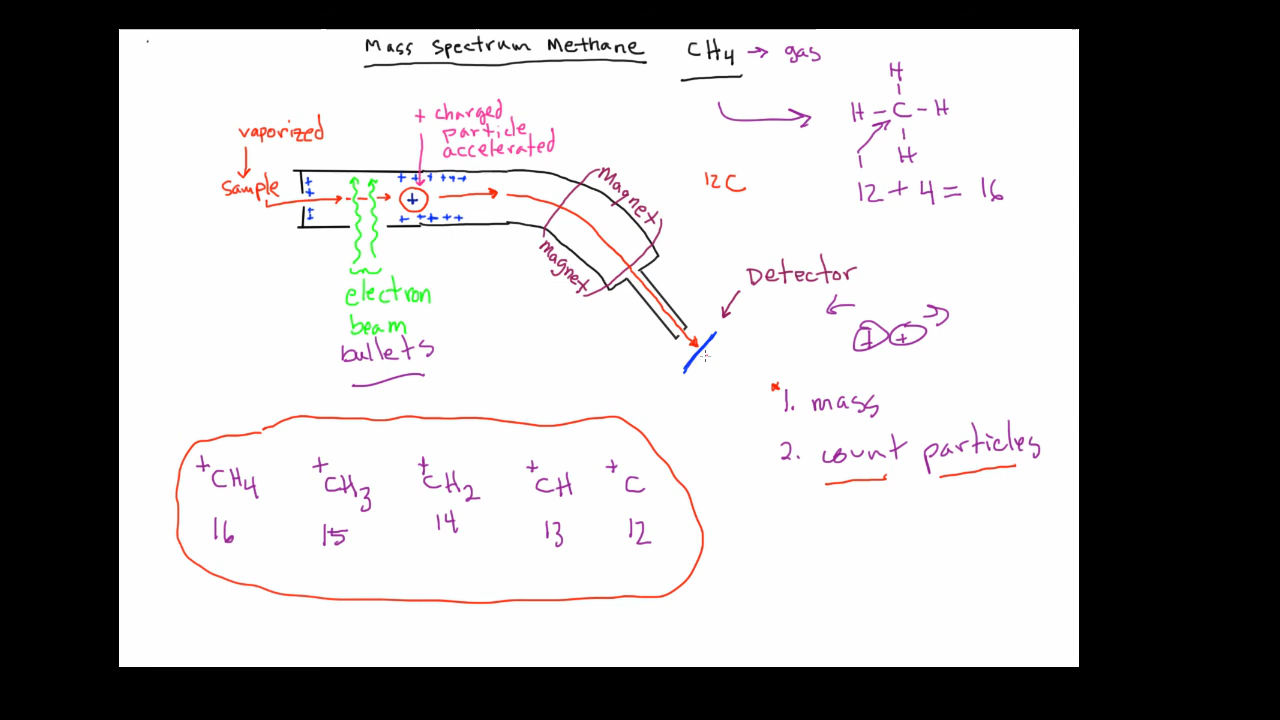 Mass Spectrum Methane CH4 → gas
H
H - C - H
H
12 + 4 = 16
12C
vaporized
sample
+ charged
particle
accelerated
+ + + + + + +
+
+
+
+
+ + + + + +
Magnet
magnet
electron
beam
bullets
Detector
+ +
1. mass
2. count particles
+CH4 +CH3 +CH2 +CH +C
16 15 14 13 12